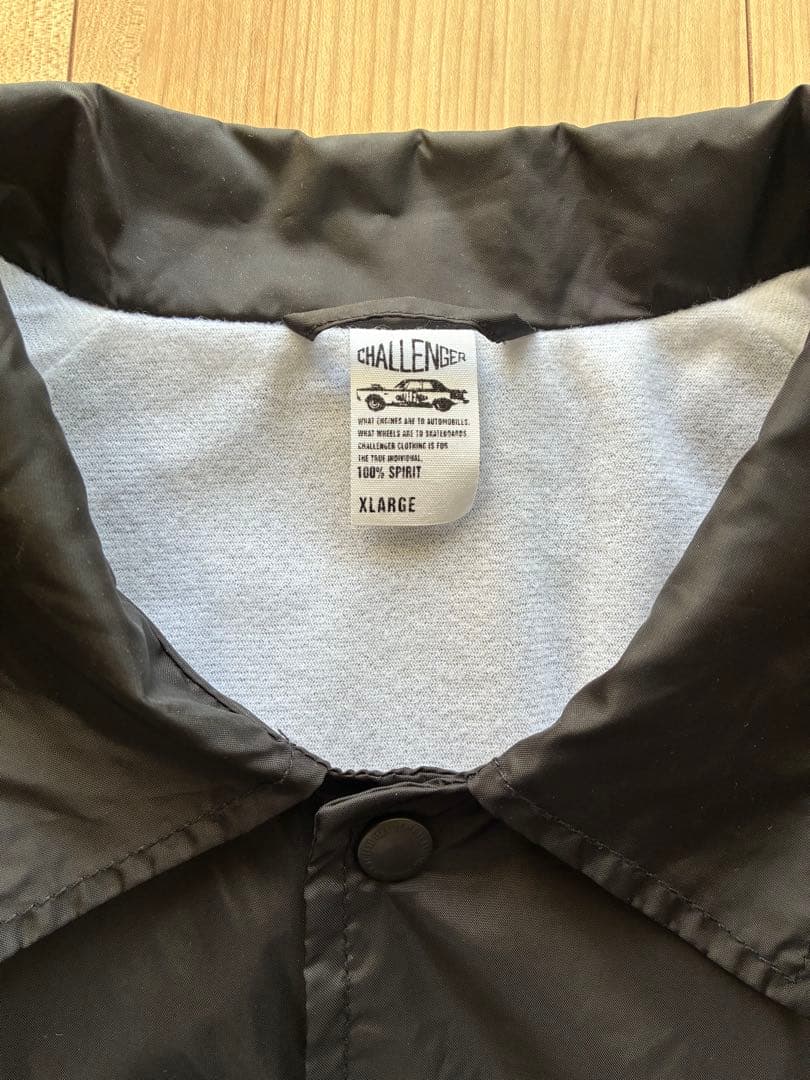 CHALLENGER
WHAT ENGINES ARE TO AUTOMOBILES.
WHAT WHEELS ARE TO SKATEBOARDS
CHALLENGER CLOTHING IS FOR
THE TRUE INDIVIDUAL.
100% SPIRIT
XLARGE